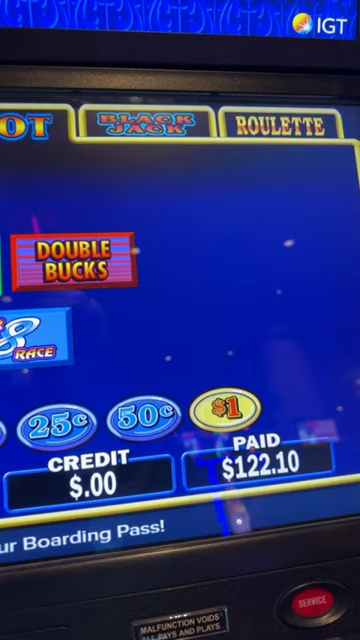 IGT
OT
BLACK
JACK
ROULETTE
DOUBLE
BUCKS
8
RACE
25¢
50¢
$1
CREDIT
$.00
PAID
$122.10
ur Boarding Pass!
MALFUNCTION VOIDS
ALL PAYS AND PLAYS
SERVICE